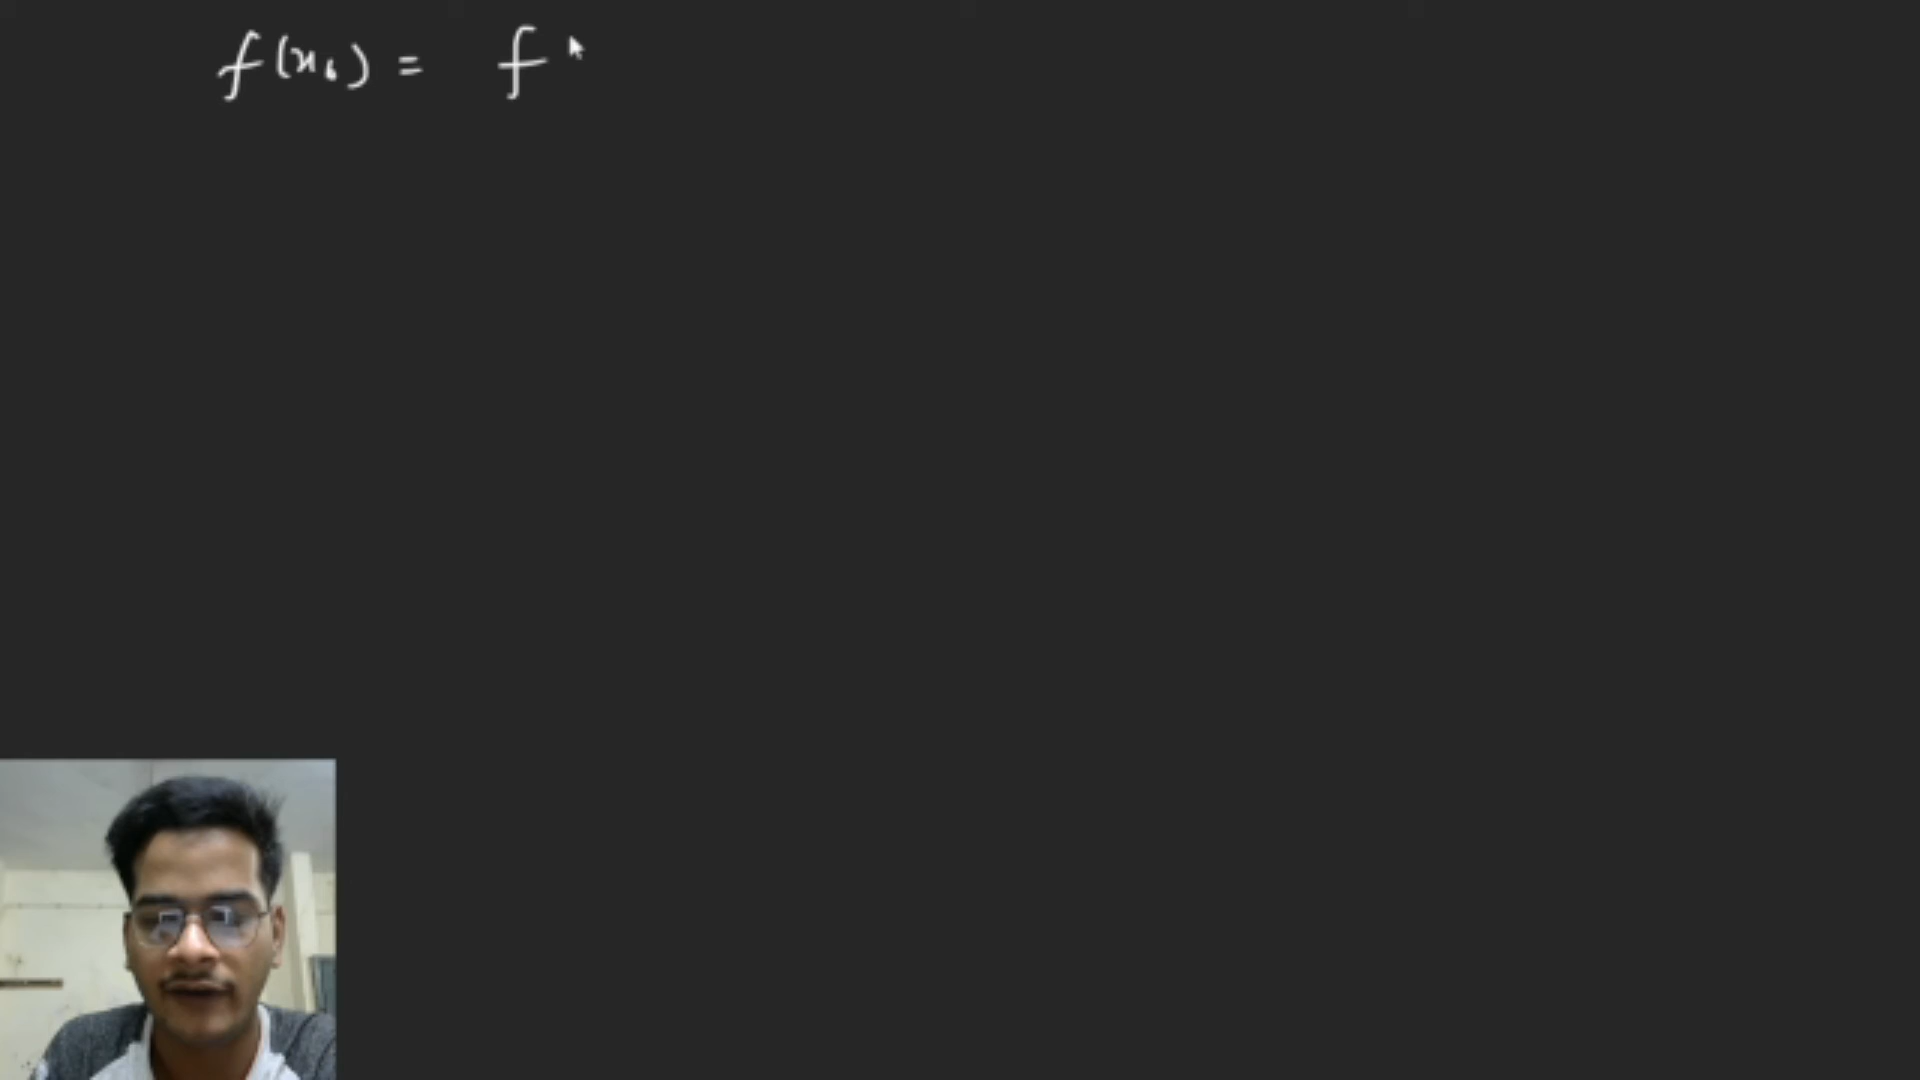 f(x₀) = f